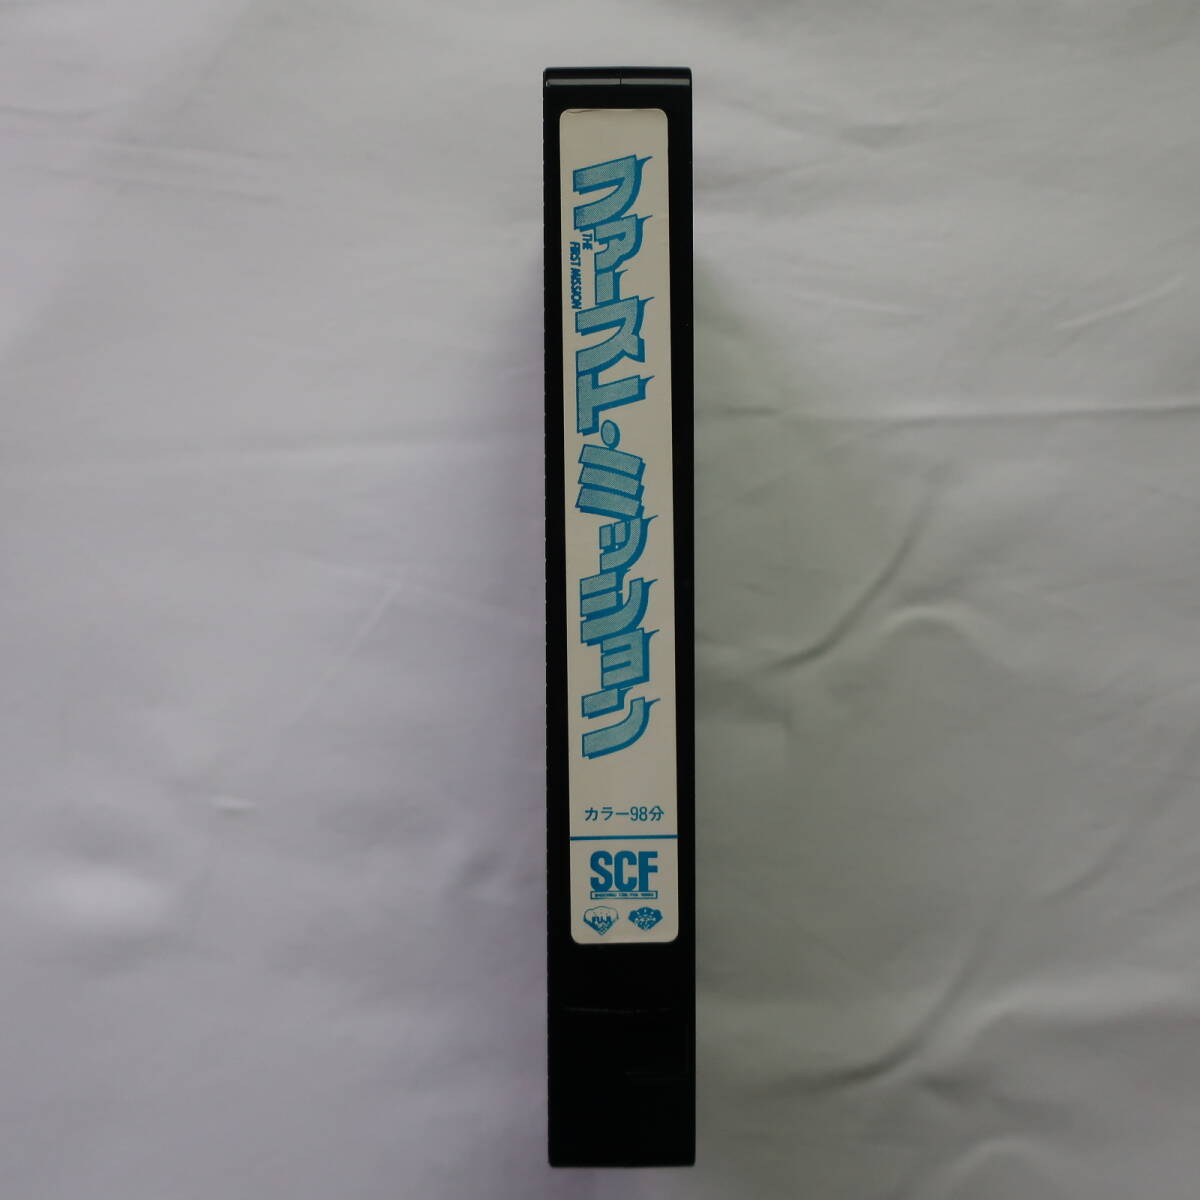 ファースト・ミッション
THE
FIRST MISSION
カラー98分
SCF
FUJI